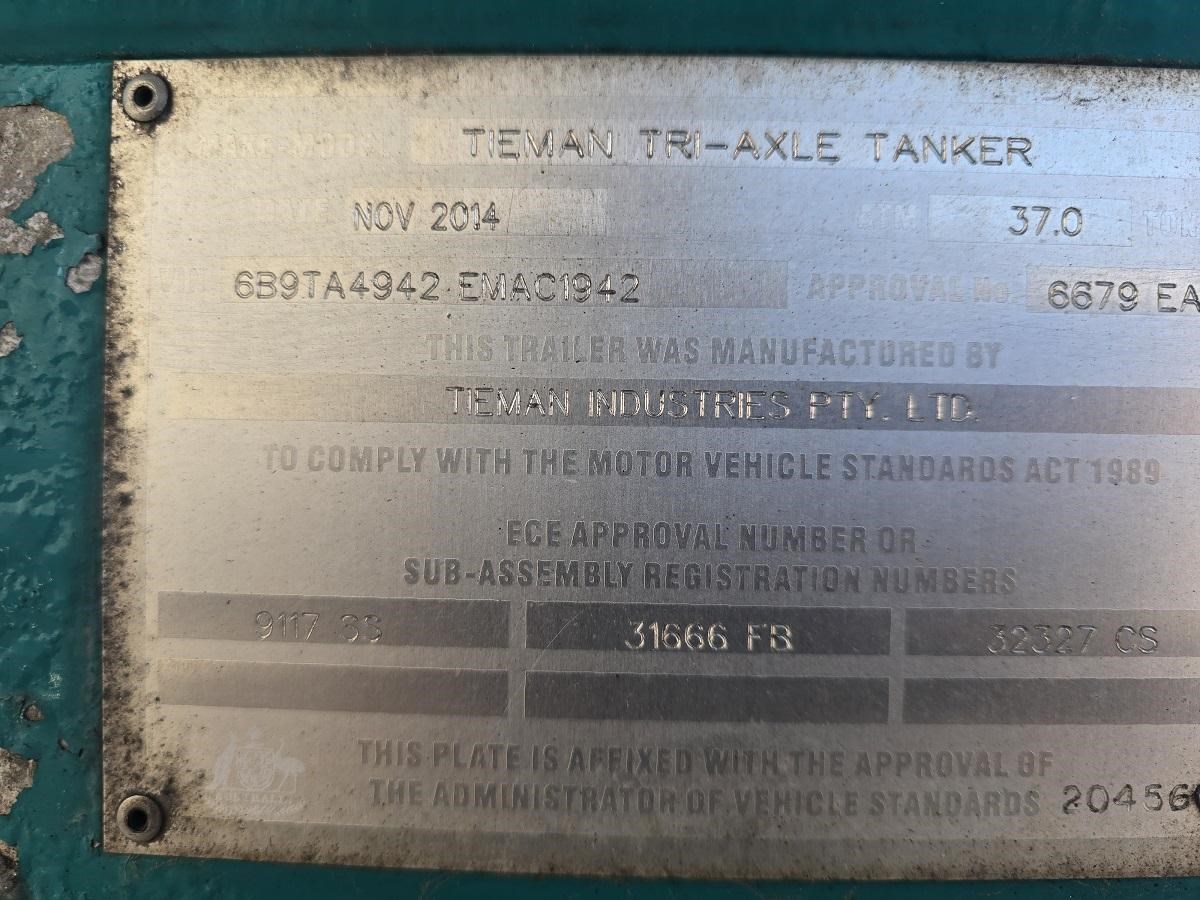 TIEMAN TRI-AXLE TANKER
NOV 2014 37.0 TON
VIN 6B9TA4942 EMAC1942 APPROVAL No. 6679 EA
THIS TRAILER WAS MANUFACTURED BY
TIEMAN INDUSTRIES PTY. LTD.
TO COMPLY WITH THE MOTOR VEHICLE STANDARDS ACT 1989
ECE APPROVAL NUMBER OR
SUB-ASSEMBLY REGISTRATION NUMBERS
9117 SS 31666 FB 32327 CS
THIS PLATE IS AFFIXED WITH THE APPROVAL OF
THE ADMINISTRATOR OF VEHICLE STANDARDS 20456